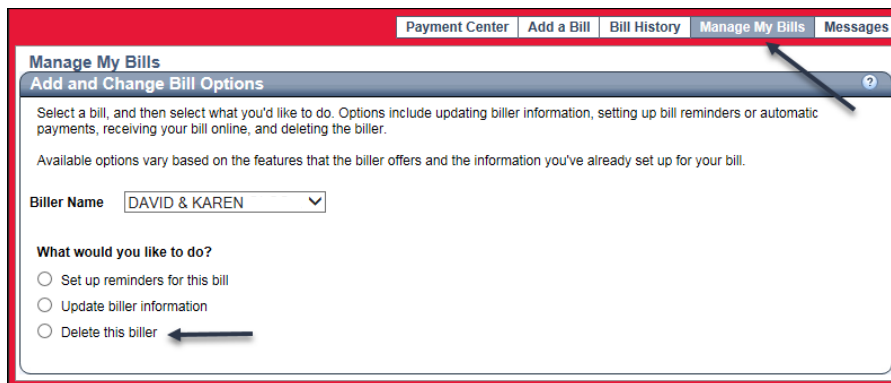 Payment Center Add a Bill Bill History Manage My Bills Messages
Manage My Bills
Add and Change Bill Options
?
Select a bill, and then select what you'd like to do. Options include updating biller information, setting up bill reminders or automatic
payments, receiving your bill online, and deleting the biller.
Available options vary based on the features that the biller offers and the information you've already set up for your bill.
Biller Name DAVID & KAREN
What would you like to do?
Set up reminders for this bill
Update biller information
Delete this biller